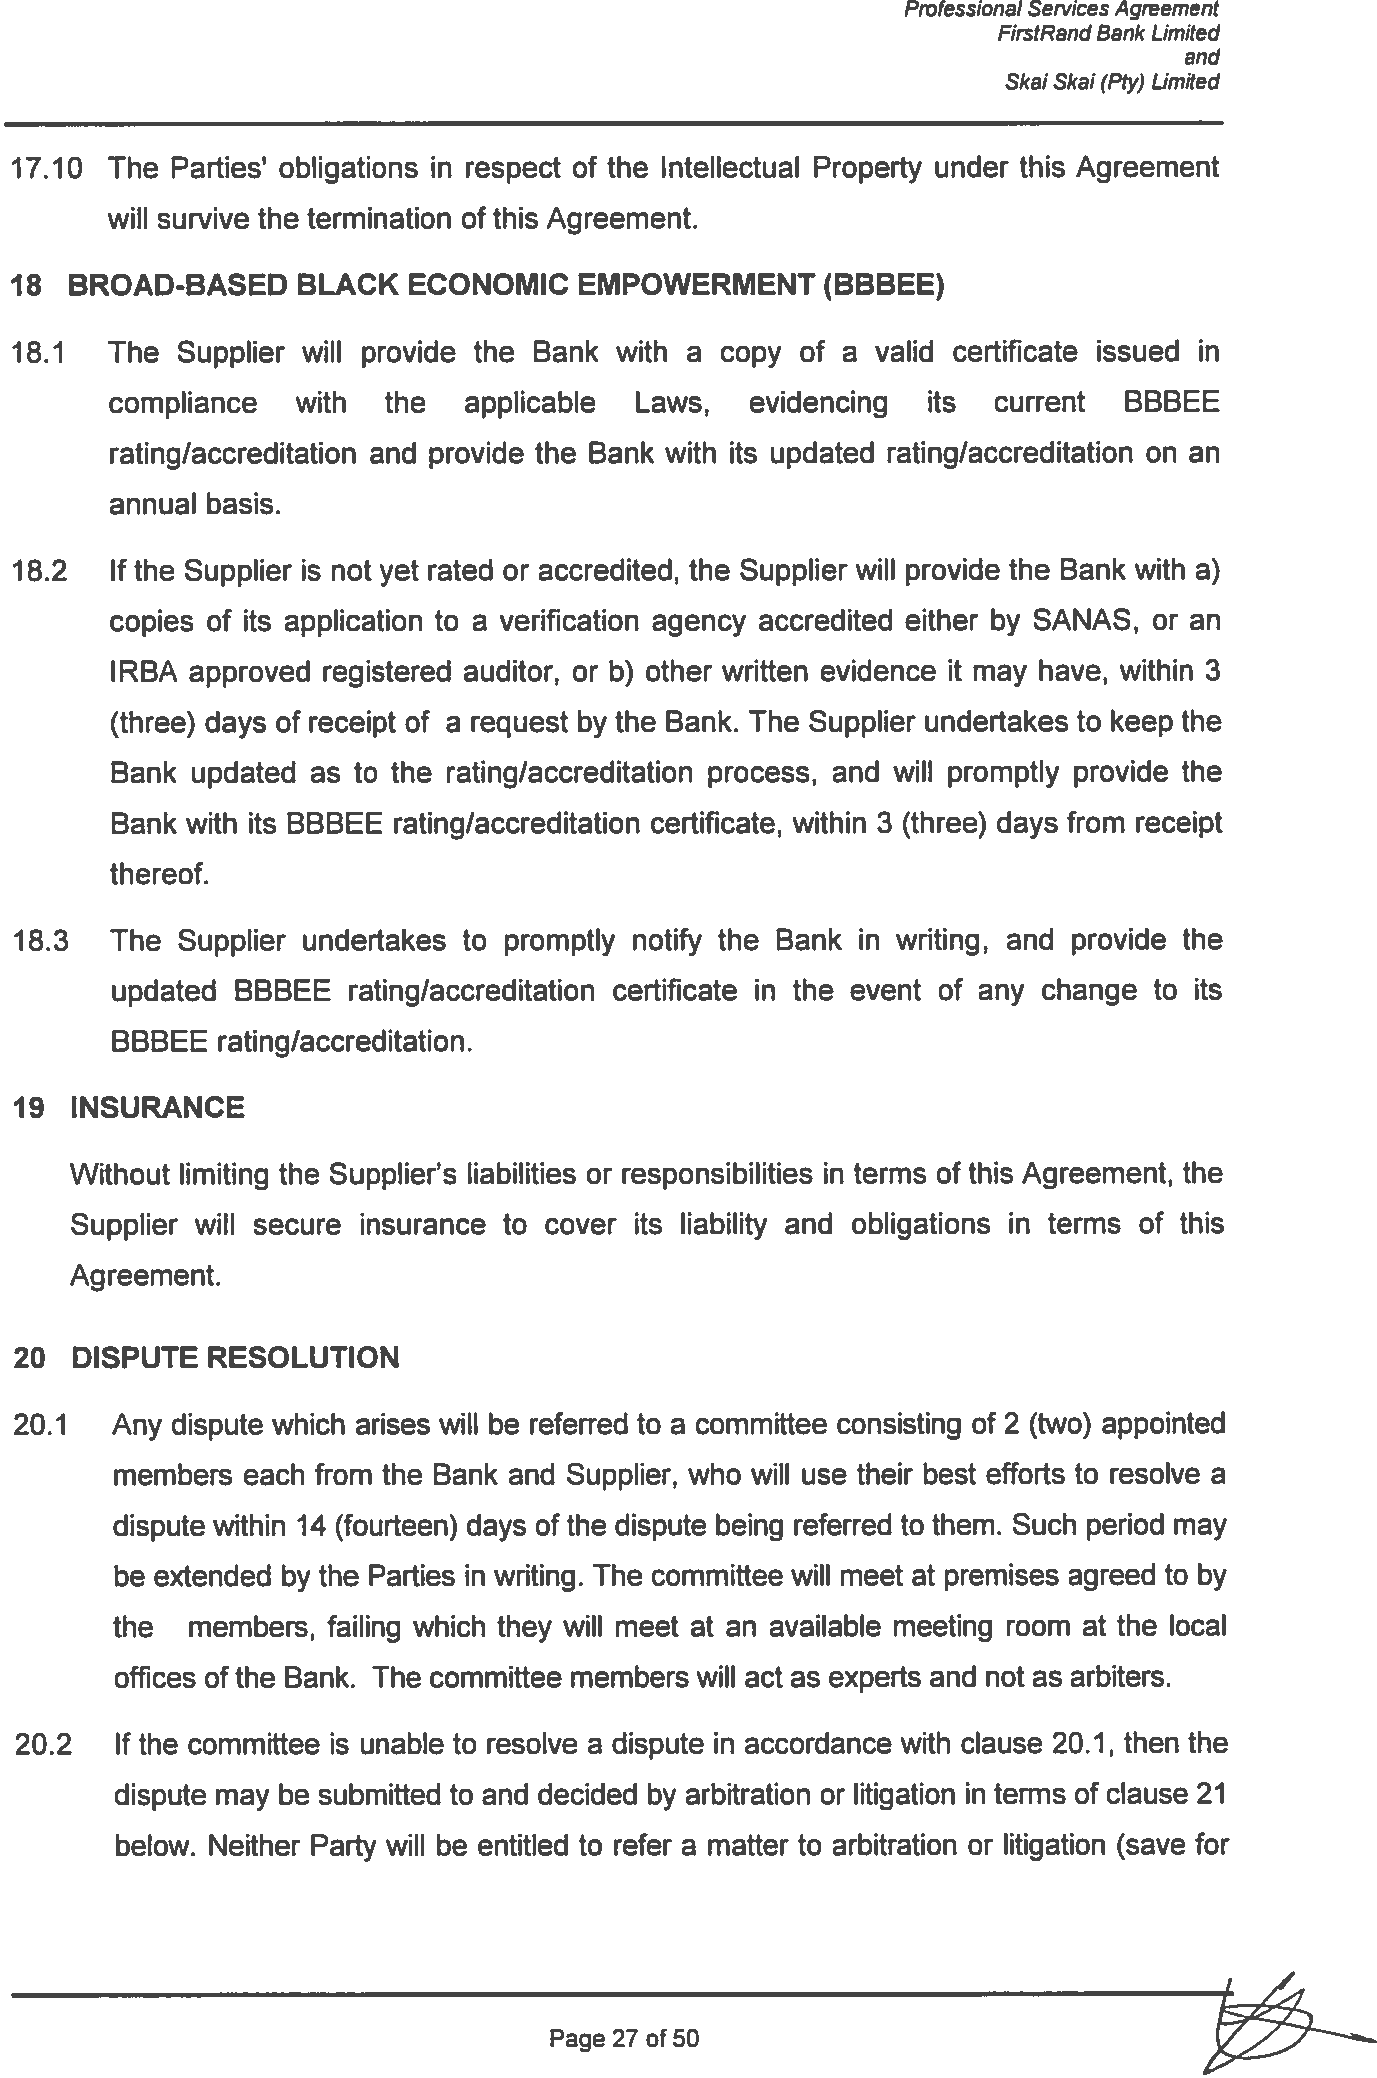 Professional Services Agreement
FirstRand Bank Limited
and
Skai Skai (Pty) Limited
17.10 The Parties' obligations in respect of the Intellectual Property under this Agreement
will survive the termination of this Agreement.
18 BROAD-BASED BLACK ECONOMIC EMPOWERMENT (BBBEE)
18.1 The Supplier will provide the Bank with a copy of a valid certificate issued in
compliance with the applicable Laws, evidencing its current BBBEE
rating/accreditation and provide the Bank with its updated rating/accreditation on an
annual basis.
18.2 If the Supplier is not yet rated or accredited, the Supplier will provide the Bank with a)
copies of its application to a verification agency accredited either by SANAS, or an
IRBA approved registered auditor, or b) other written evidence it may have, within 3
(three) days of receipt of a request by the Bank. The Supplier undertakes to keep the
Bank updated as to the rating/accreditation process, and will promptly provide the
Bank with its BBBEE rating/accreditation certificate, within 3 (three) days from receipt
thereof.
18.3 The Supplier undertakes to promptly notify the Bank in writing, and provide the
updated BBBEE rating/accreditation certificate in the event of any change to its
BBBEE rating/accreditation.
19 INSURANCE
Without limiting the Supplier's liabilities or responsibilities in terms of this Agreement, the
Supplier will secure insurance to cover its liability and obligations in terms of this
Agreement.
20 DISPUTE RESOLUTION
20.1 Any dispute which arises will be referred to a committee consisting of 2 (two) appointed
members each from the Bank and Supplier, who will use their best efforts to resolve a
dispute within 14 (fourteen) days of the dispute being referred to them. Such period may
be extended by the Parties in writing. The committee will meet at premises agreed to by
the members, failing which they will meet at an available meeting room at the local
offices of the Bank. The committee members will act as experts and not as arbiters.
20.2 If the committee is unable to resolve a dispute in accordance with clause 20.1, then the
dispute may be submitted to and decided by arbitration or litigation in terms of clause 21
below. Neither Party will be entitled to refer a matter to arbitration or litigation (save for
Page 27 of 50